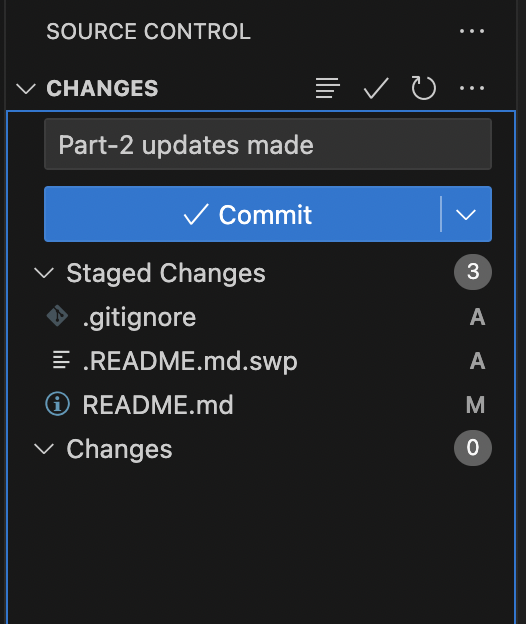 SOURCE CONTROL
CHANGES
Part-2 updates made
Commit
Staged Changes 3
.gitignore A
.README.md.swp A
README.md M
Changes 0